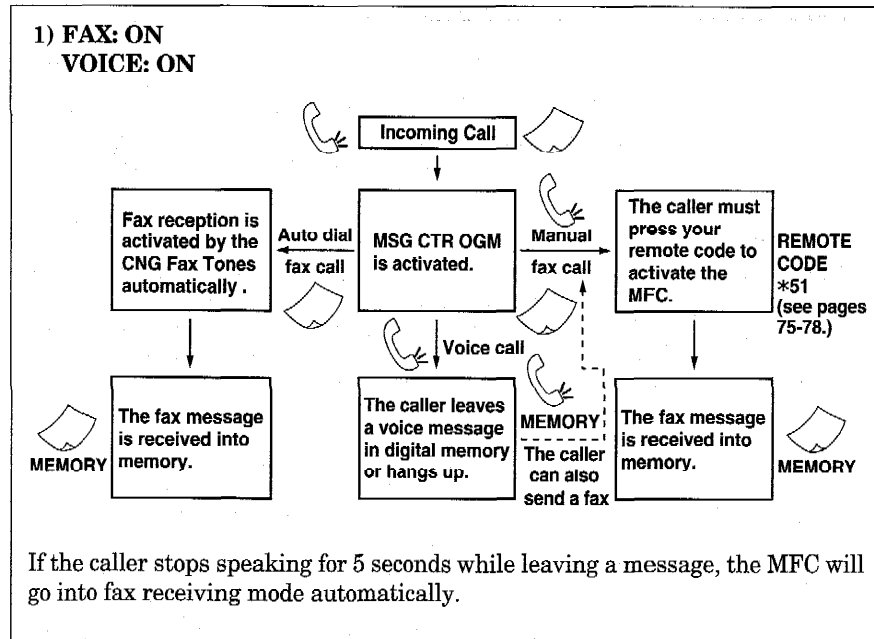 1) FAX: ON
VOICE: ON
Incoming Call
Fax reception is
activated by the
CNG Fax Tones
automatically .
Auto dial
fax call
MSG CTR OGM
is activated.
Manual
fax call
The caller must
press your
remote code to
activate the
MFC.
REMOTE
CODE
*51
(see pages
75-78.)
Voice call
MEMORY
The fax message
is received into
memory.
The caller leaves
a voice message
in digital memory
or hangs up.
MEMORY
The caller
can also
send a fax
The fax message
is received into
memory.
MEMORY
If the caller stops speaking for 5 seconds while leaving a message, the MFC will
go into fax receiving mode automatically.